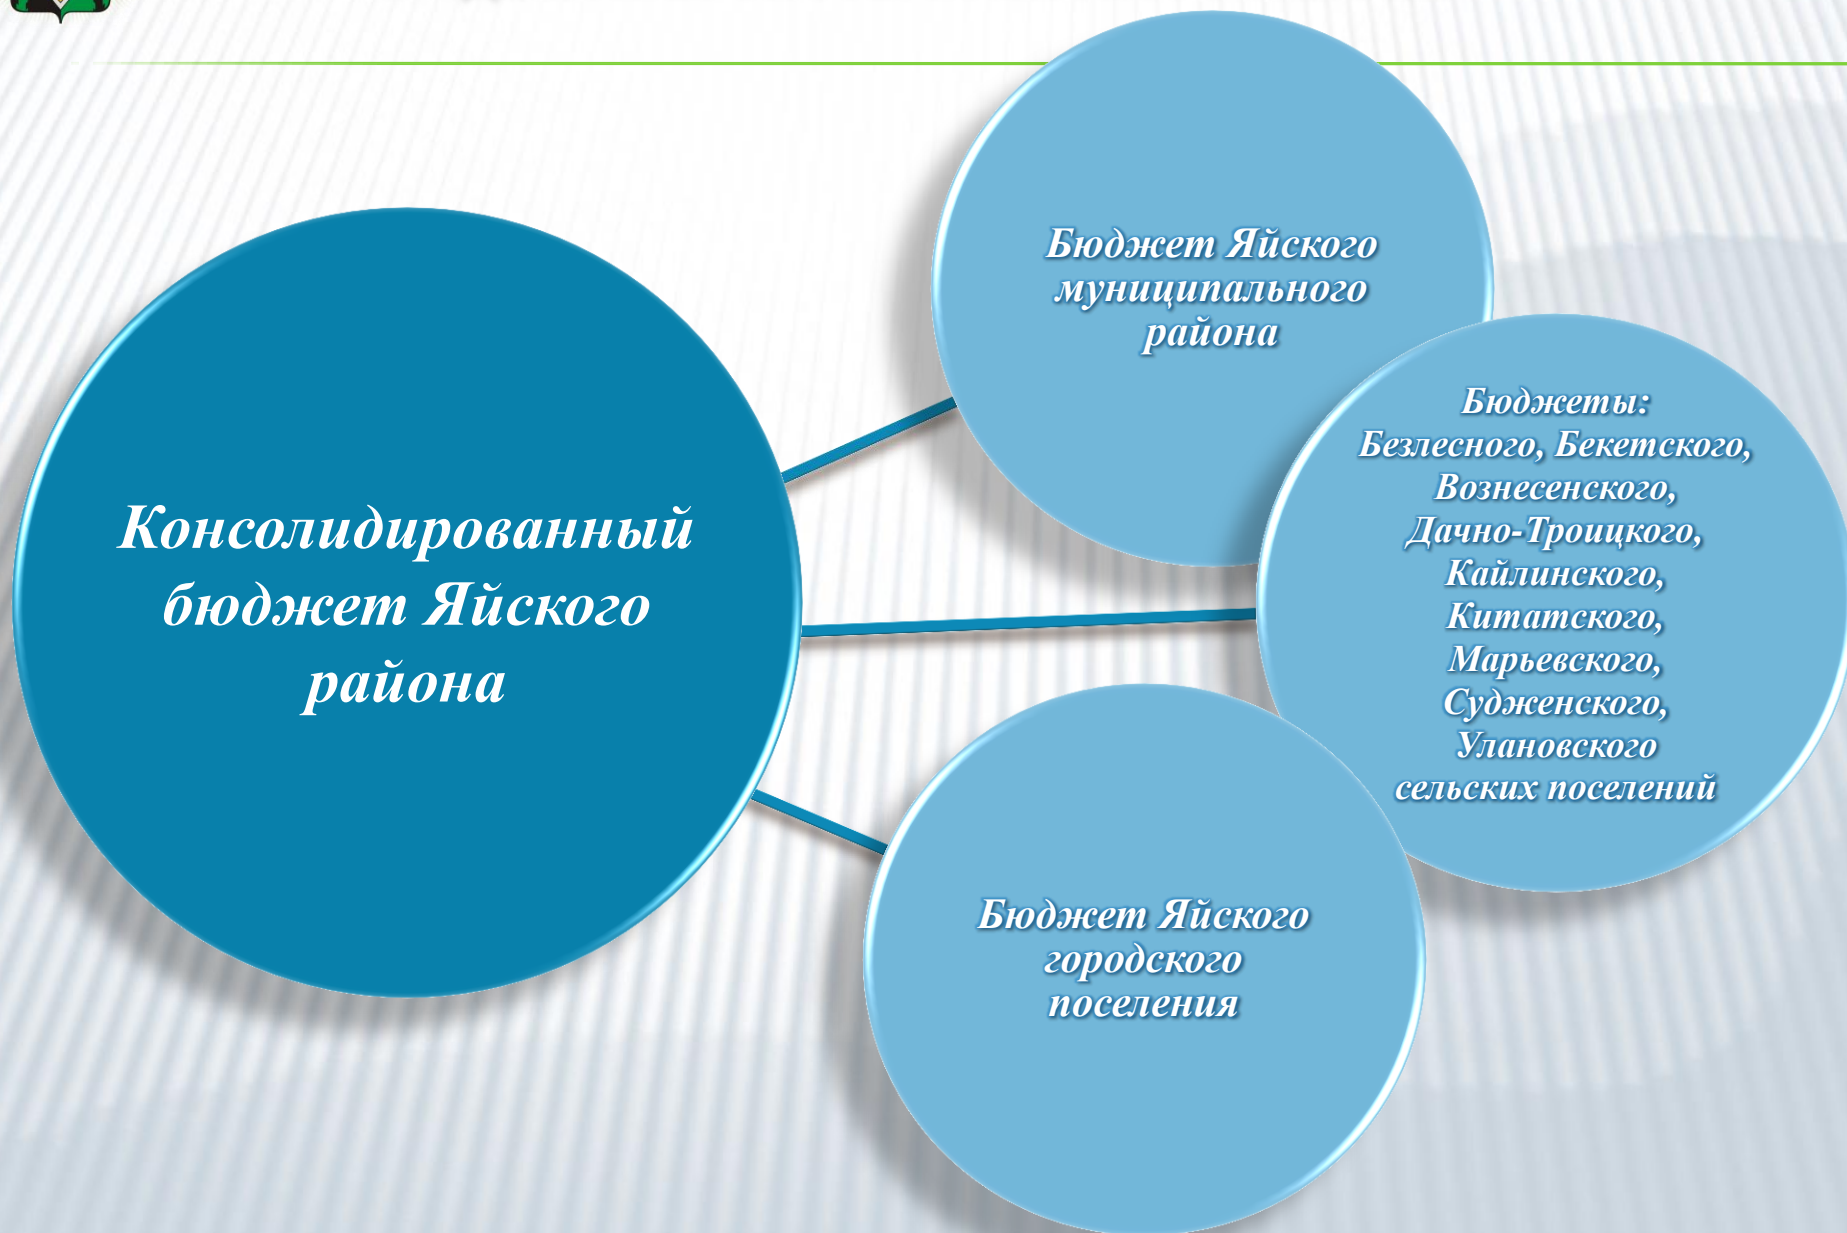 Консолидированный
бюджет Яйского
района
Бюджет Яйского
муниципального
района
Бюджеты:
Безлесного, Бекетского,
Вознесенского,
Дачно-Троицкого,
Кайлинского,
Китатского,
Марьевского,
Судженского,
Улановского
сельских поселений
Бюджет Яйского
городского
поселения